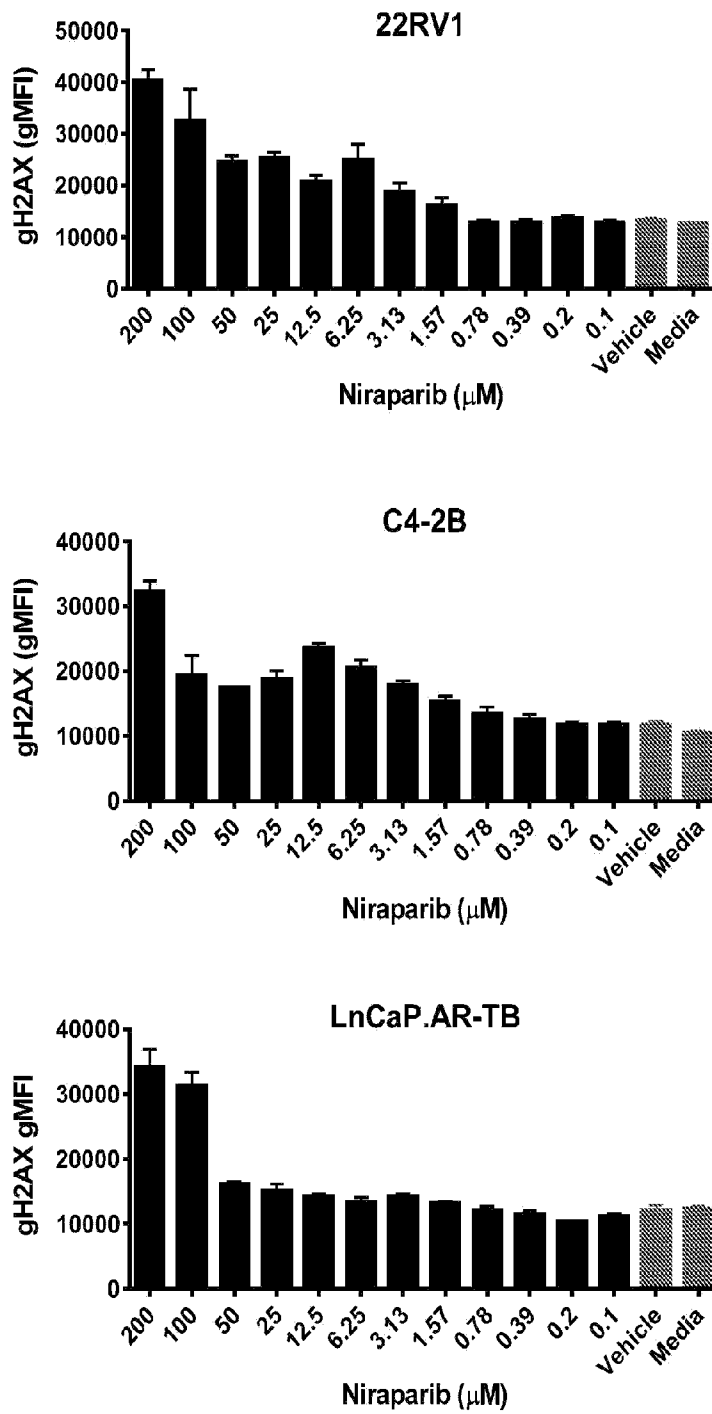 22RV1
gH2AX (gMFI)
50000
40000
30000
20000
10000
0
200 100 50 25 12.5 6.25 3.13 1.57 0.78 0.39 0.2 0.1 Vehicle Media
Niraparib (μM)
C4-2B
gH2AX (gMFI)
40000
30000
20000
10000
0
200 100 50 25 12.5 6.25 3.13 1.57 0.78 0.39 0.2 0.1 Vehicle Media
Niraparib (μM)
LnCaP.AR-TB
gH2AX gMFI
40000
30000
20000
10000
0
200 100 50 25 12.5 6.25 3.13 1.57 0.78 0.39 0.2 0.1 Vehicle Media
Niraparib (μM)